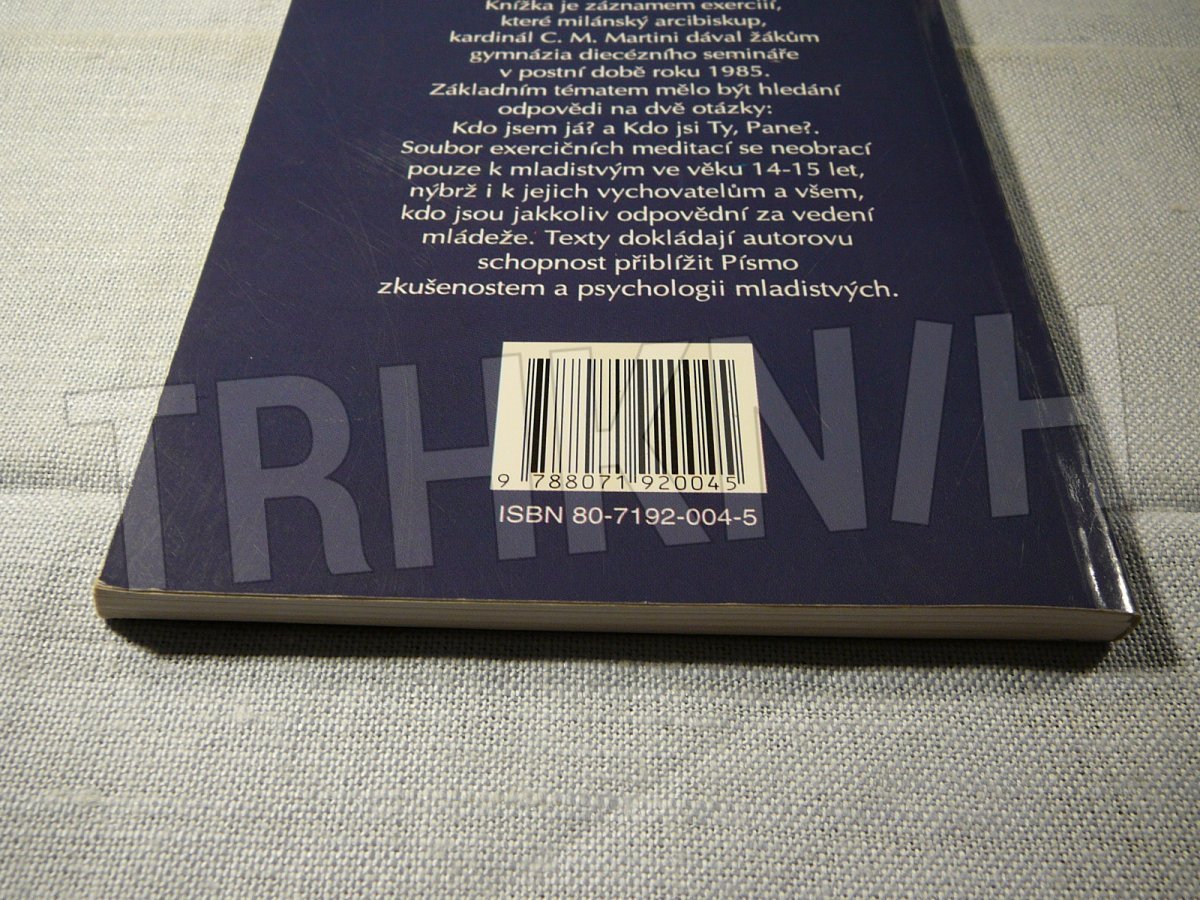 Knížka je záznamem exercií,
které milánský arcibiskup,
kardinál C. M. Martini dával žákům
gymnázia diecézního semináře
v postní době roku 1985.
Základním tématem mělo být hledání
odpovědi na dvě otázky:
Kdo jsem já? a Kdo jsi Ty, Pane?.
Soubor exercičních meditací se neobrací
pouze k mladistvým ve věku 14-15 let,
nýbrž i k jejich vychovatelům a všem,
kdo jsou jakkoliv odpovědní za vedení
mládeže. Texty dokládají autorovu
schopnost přiblížit Písmo
zkušenostem a psychologii mladistvých.
TRHKNIH
9 788071 920045
ISBN 80-7192-004-5